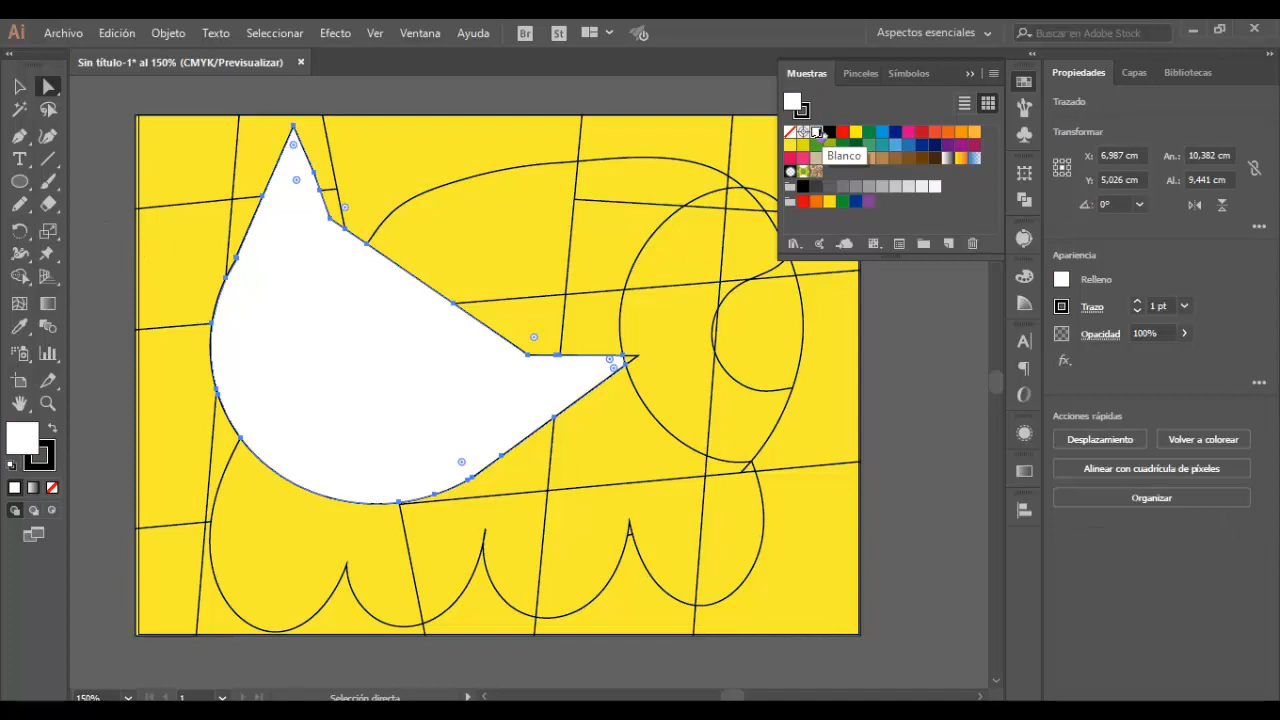 Ai Archivo Edición Objeto Texto Seleccionar Efecto Ver Ventana Ayuda Br St Aspectos esenciales Buscar en Adobe Stock
Sin título-1* al 150% (CMYK/Previsualizar) ×
Muestras Pinceles Símbolos
Blanco
Propiedades Capas Bibliotecas
Trazado
Transformar
X: 6,987 cm An.: 10,382 cm
Y: 5,026 cm Al.: 9,441 cm
0°
Apariencia
Relleno
Trazo 1 pt
Opacidad 100%
fx.
Acciones rápidas
Desplazamiento Volver a colorear
Alinear con cuadrícula de píxeles
Organizar
150% 1 Selección directa